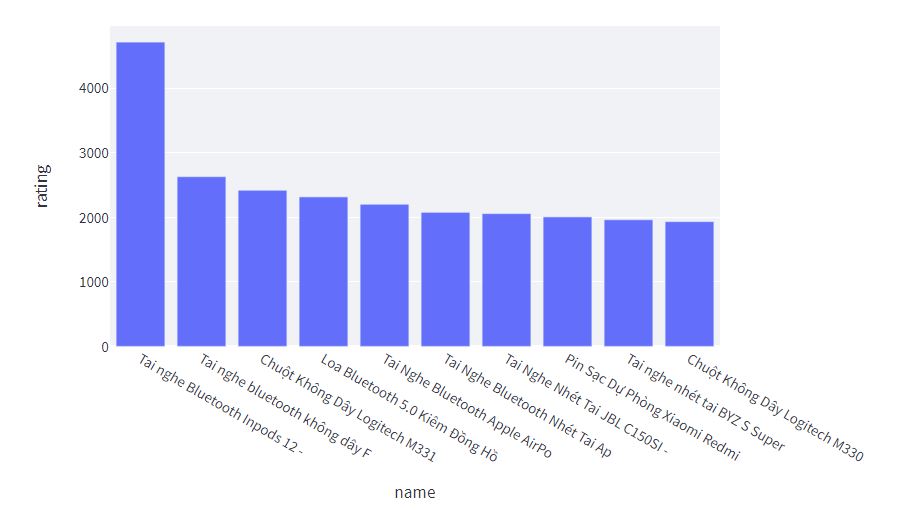 4000
3000
2000
1000
0
rating
Tai nghe Bluetooth Inpods 12 -
Tai nghe bluetooth không dây F
Chuột Không Dây Logitech M331
Loa Bluetooth 5.0 Kiêm Đồng Hồ
Tai Nghe Bluetooth Apple AirPo
Tai Nghe Bluetooth Nhét Tai Ap
Tai Nghe Nhét Tai JBL C150SI -
Pin Sạc Dự Phòng Xiaomi Redmi
Tai nghe nhét tai BYZ S Super
Chuột Không Dây Logitech M330
name